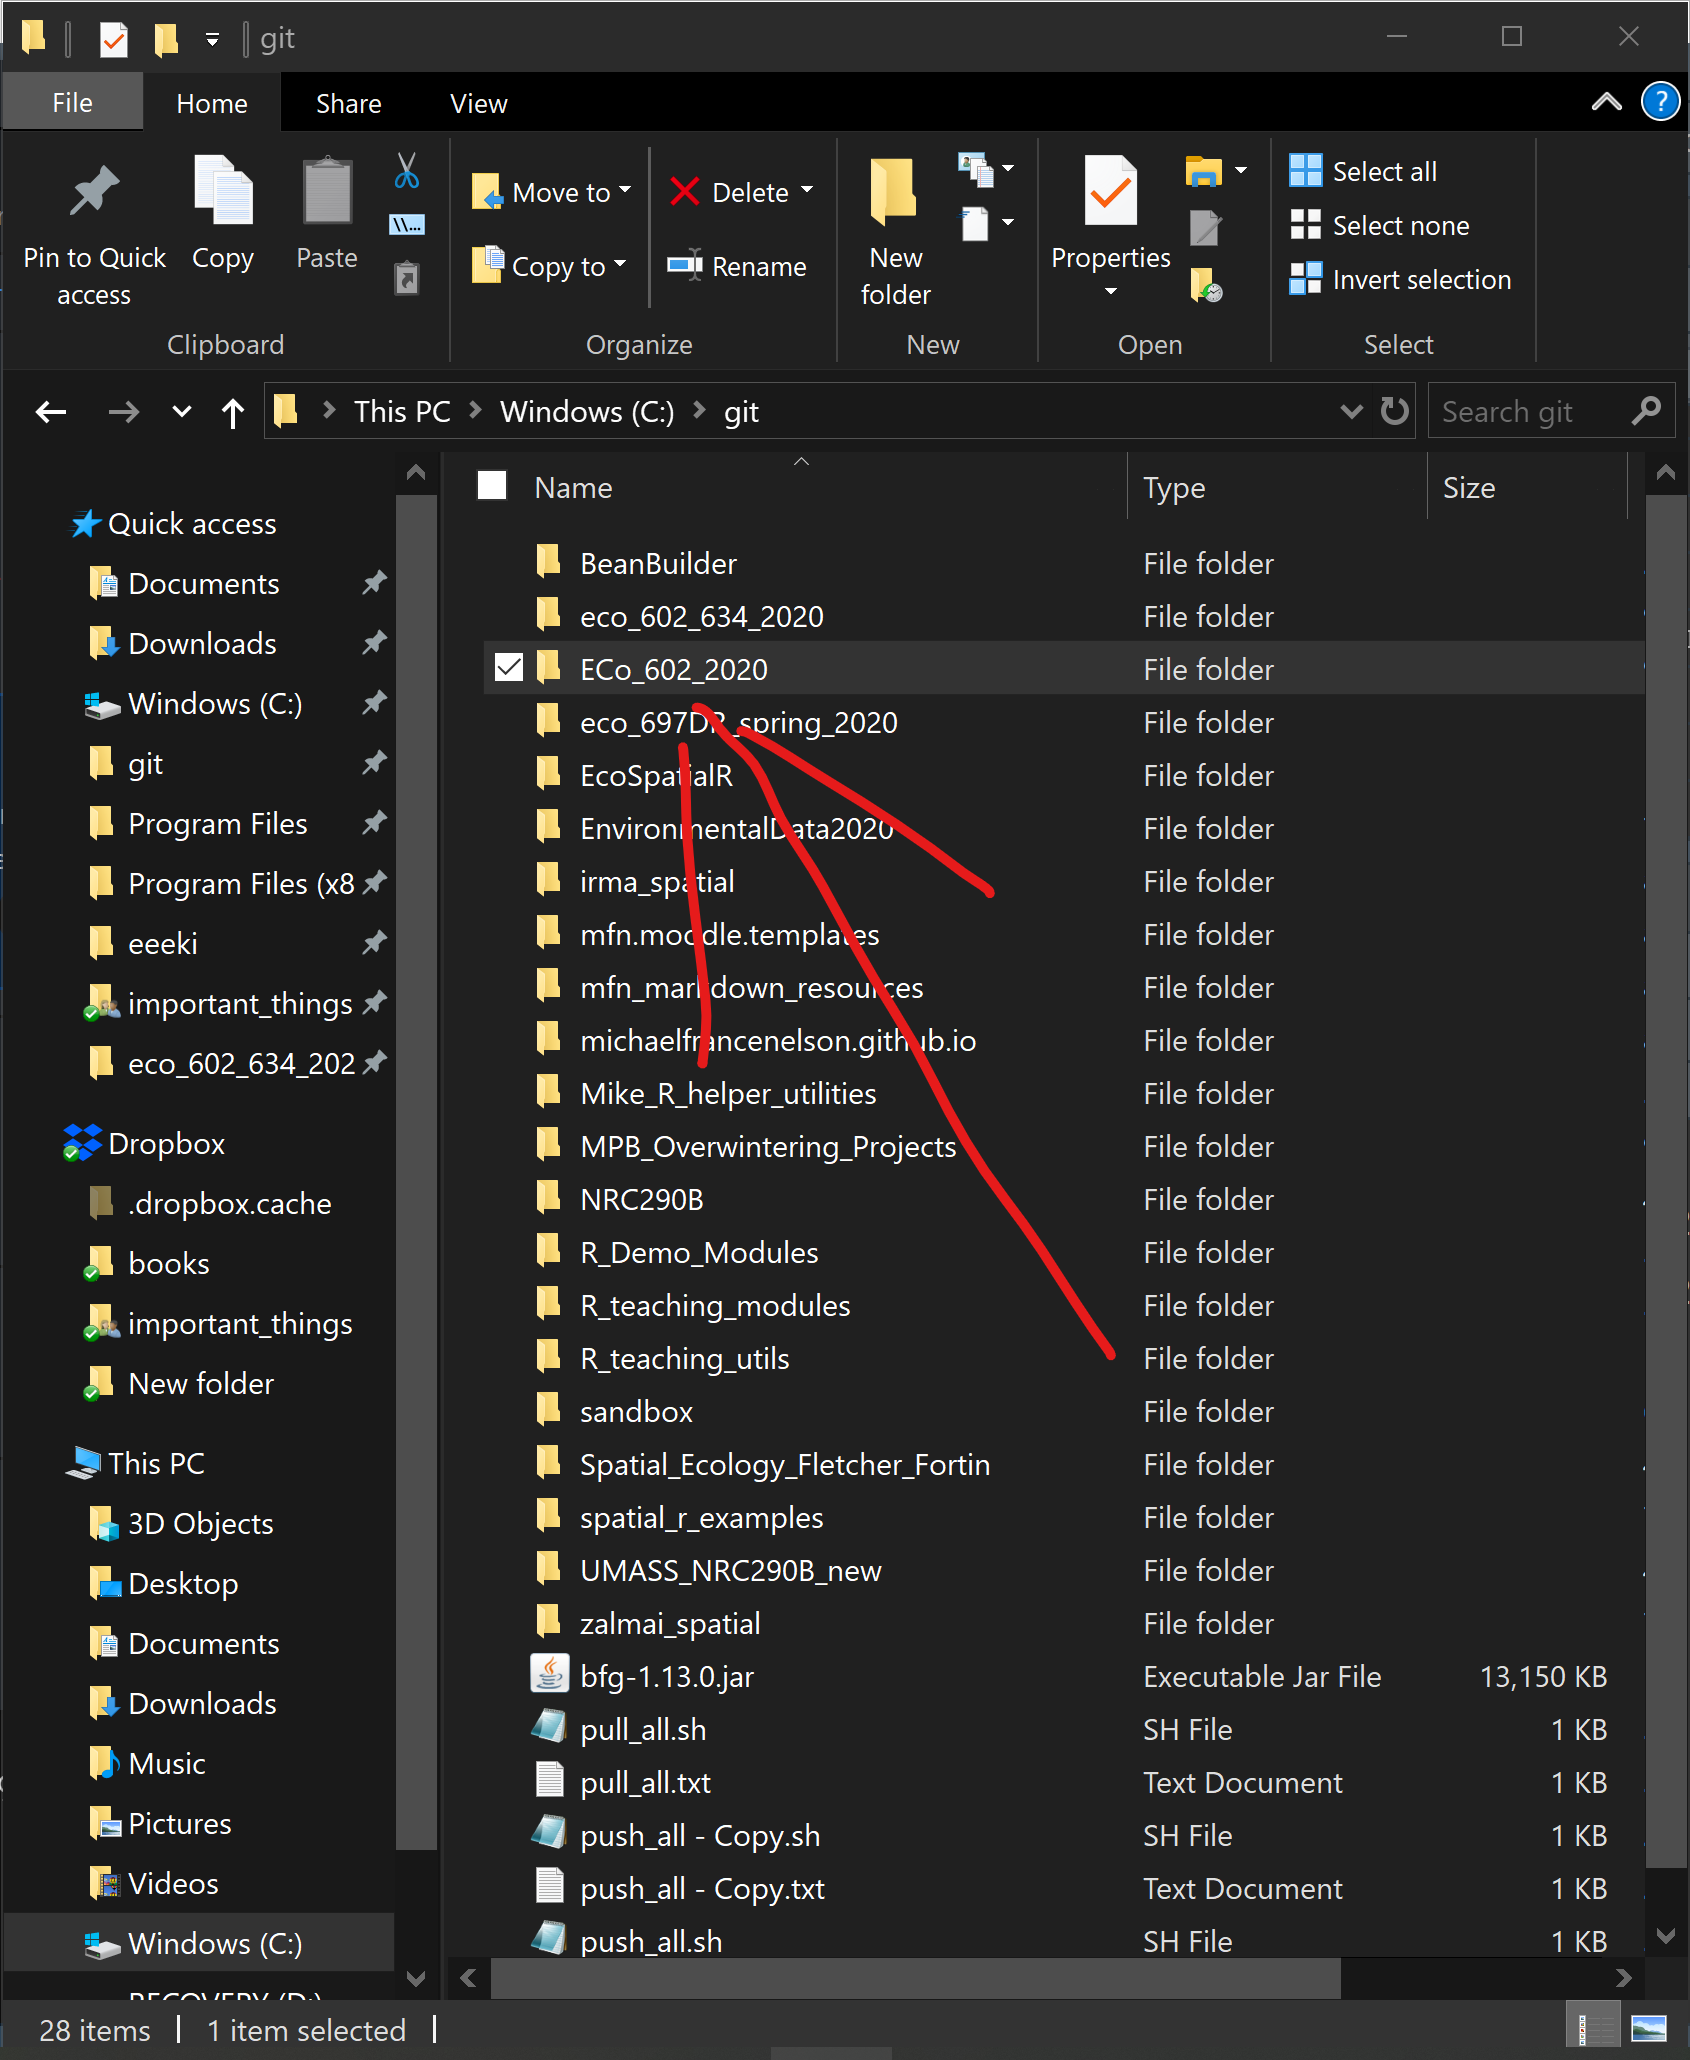 git
File Home Share View
Pin to Quick access
Copy
Paste
Move to
Copy to
Delete
Rename
New folder
Properties
Select all
Select none
Invert selection
Clipboard Organize New Open Select
This PC > Windows (C:) > git
Search git
Quick access
Documents
Downloads
Windows (C:)
git
Program Files
Program Files (x8
eeeki
important_things
eco_602_634_202
Dropbox
.dropbox.cache
books
important_things
New folder
This PC
3D Objects
Desktop
Documents
Downloads
Music
Pictures
Videos
Windows (C:)
RECOVERY (D:)
Name Type Size
BeanBuilder File folder
eco_602_634_2020 File folder
ECo_602_2020 File folder
eco_697DR_spring_2020 File folder
EcoSpatialR File folder
EnvironmentalData2020 File folder
irma_spatial File folder
mfn.moodle.templates File folder
mfn_markdown_resources File folder
michaelfrancenelson.github.io File folder
Mike_R_helper_utilities File folder
MPB_Overwintering_Projects File folder
NRC290B File folder
R_Demo_Modules File folder
R_teaching_modules File folder
R_teaching_utils File folder
sandbox File folder
Spatial_Ecology_Fletcher_Fortin File folder
spatial_r_examples File folder
UMASS_NRC290B_new File folder
zalmai_spatial File folder
bfg-1.13.0.jar Executable Jar File 13,150 KB
pull_all.sh SH File 1 KB
pull_all.txt Text Document 1 KB
push_all - Copy.sh SH File 1 KB
push_all - Copy.txt Text Document 1 KB
push_all.sh SH File 1 KB
28 items 1 item selected